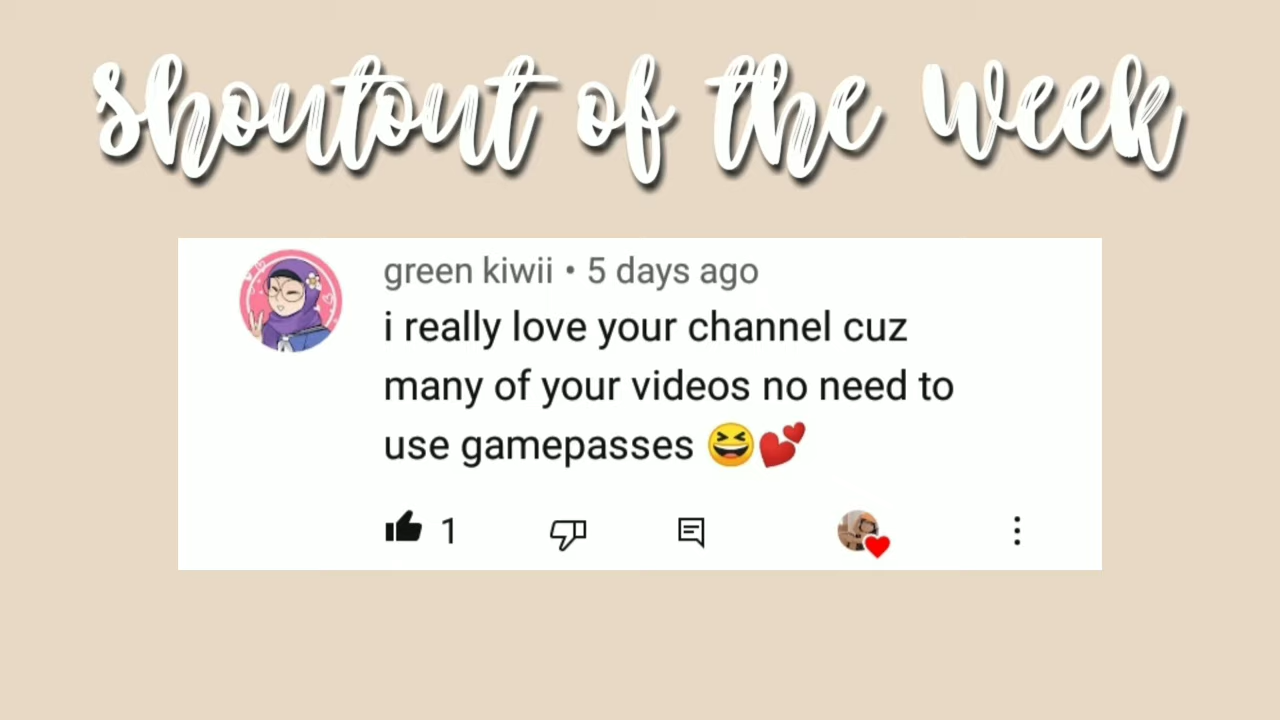 Shoutout of the Week
green kiwii • 5 days ago
i really love your channel cuz
many of your videos no need to
use gamepasses 😆💕
1